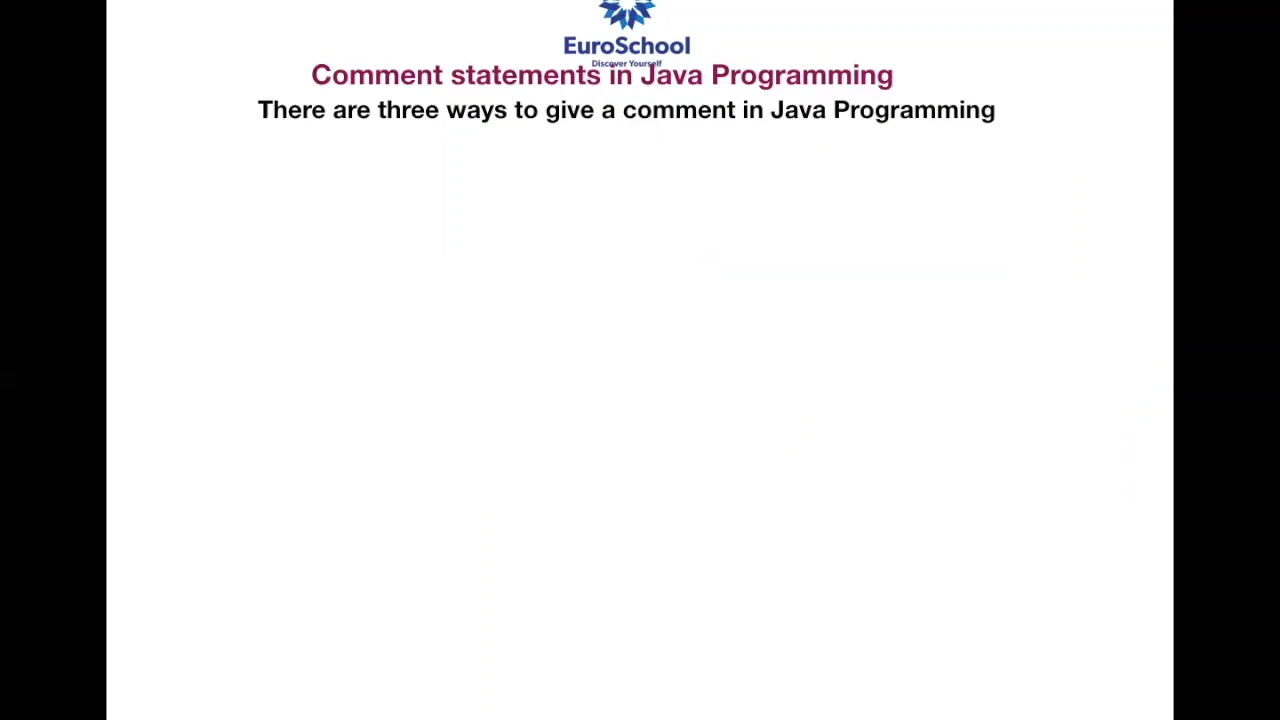 EuroSchool
Discover Yourself
Comment statements in Java Programming
There are three ways to give a comment in Java Programming